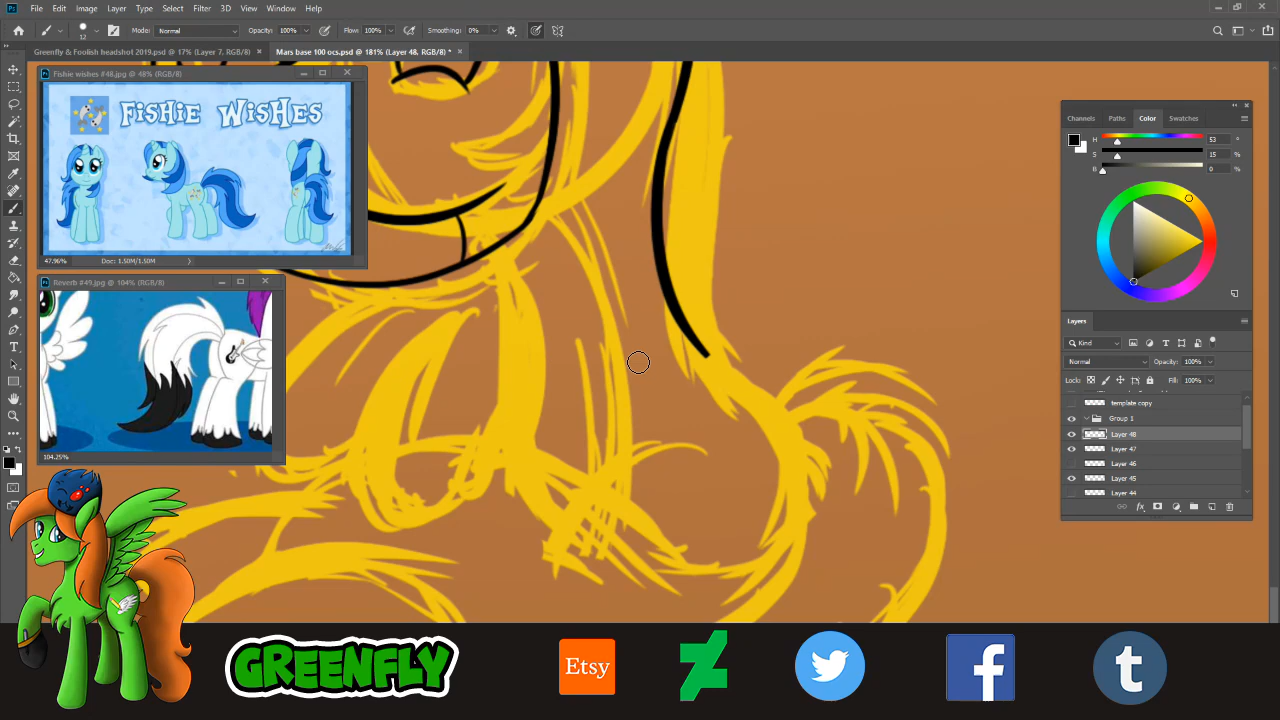 File Edit Image Layer Type Select Filter 3D View Window Help
Mode: Normal Opacity: 100% Flow: 100% Smoothing: 0%
12
Greenfly & Foolish headshot 2019.psd @ 17% (Layer 7, RGB/8) × Mars base 100 ocs.psd @ 181% (Layer 48, RGB/8) * ×
Fishie wishes #48.jpg @ 48% (RGB/8)
FiSHiE WiSHES
47.96% Doc: 1.50M/1.50M
Reverb #49.jpg @ 104% (RGB/8)
104.25%
Channels Paths Color Swatches
H 53 °
S 15 %
B 0 %
Layers
Kind
Normal Opacity: 100%
Lock: Fill: 100%
template copy
Group 1
Layer 48
Layer 47
Layer 46
Layer 45
Layer 44
GREENFLY
Etsy
f
t